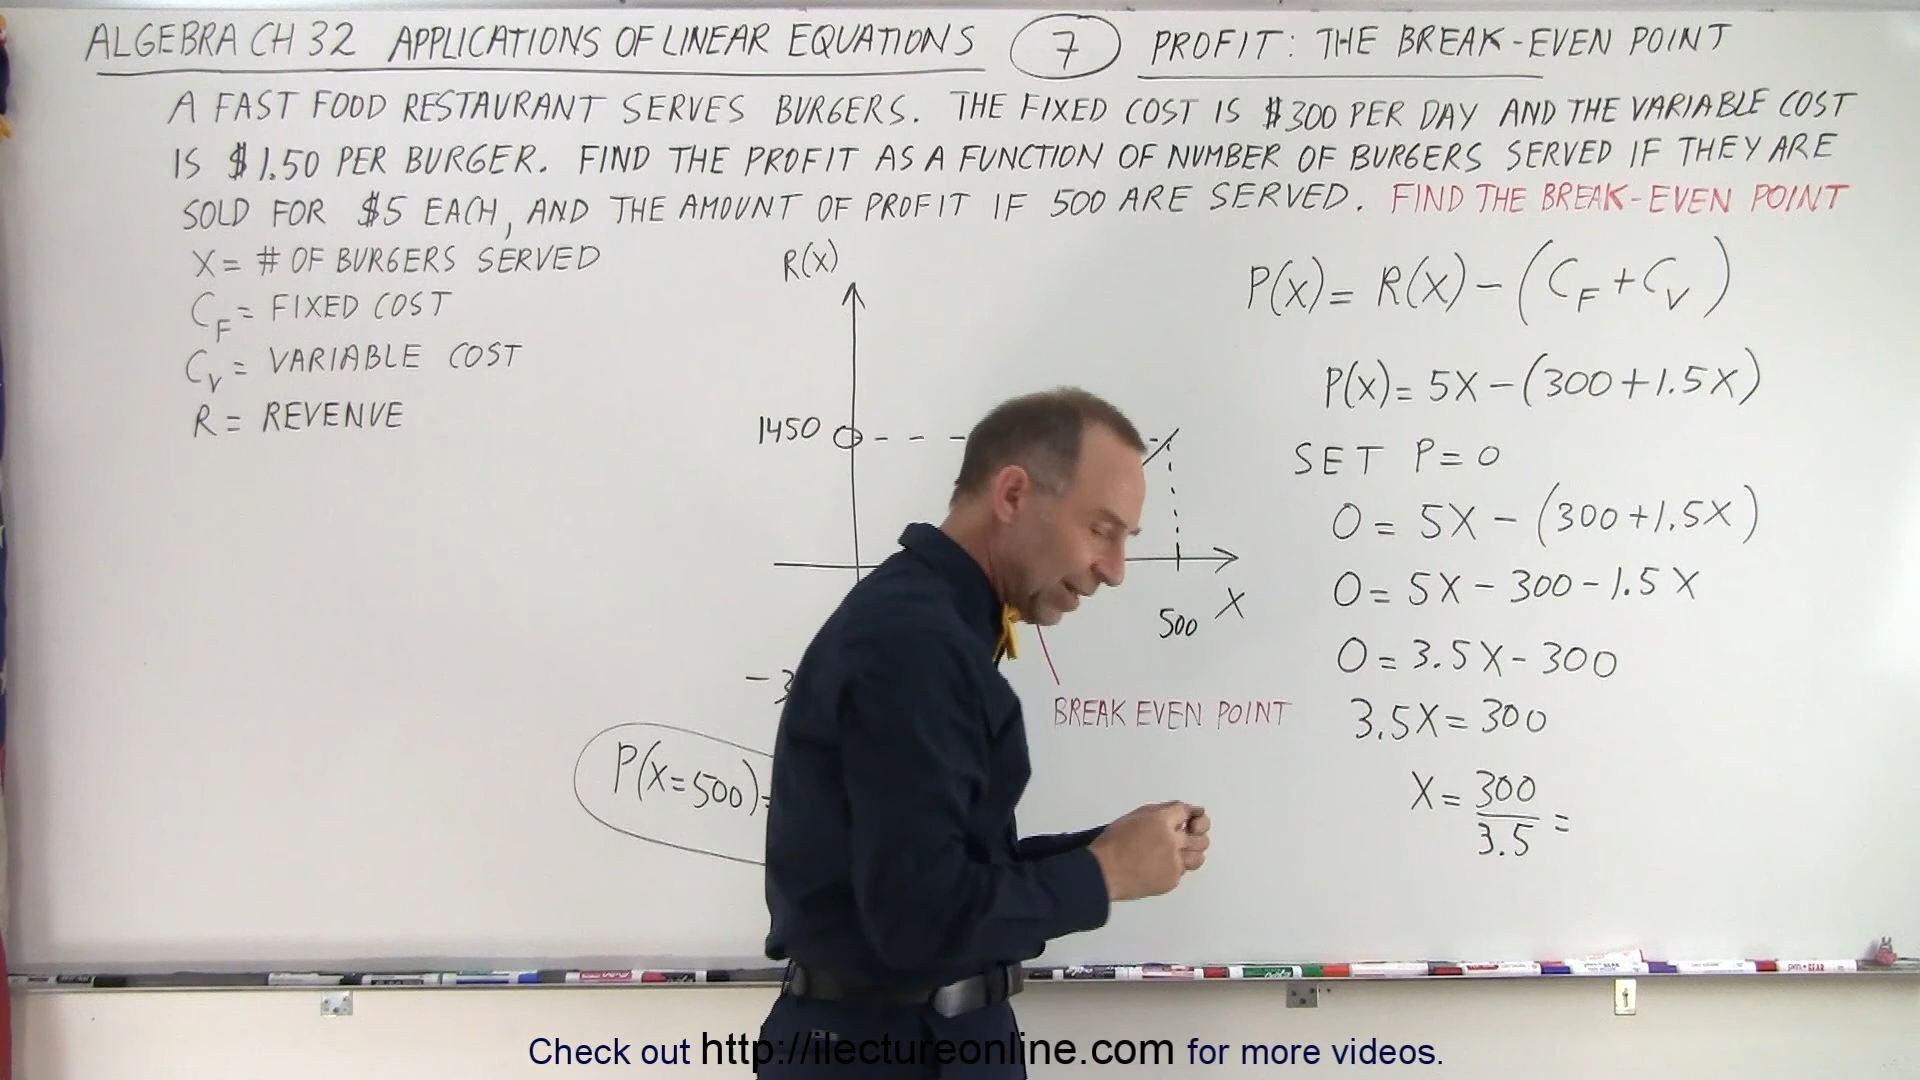 ALGEBRA CH 32 APPLICATIONS OF LINEAR EQUATIONS 7 PROFIT: THE BREAK-EVEN POINT
A FAST FOOD RESTAURANT SERVES BURGERS. THE FIXED COST IS $300 PER DAY AND THE VARIABLE COST
IS $1.50 PER BURGER. FIND THE PROFIT AS A FUNCTION OF NUMBER OF BURGERS SERVED IF THEY ARE
SOLD FOR $5 EACH, AND THE AMOUNT OF PROFIT IF 500 ARE SERVED. FIND THE BREAK-EVEN POINT
X = # OF BURGERS SERVED
C_F = FIXED COST
C_V = VARIABLE COST
R = REVENUE
R(X)
1450
500 X
-3
BREAK EVEN POINT
P(X=500)=
P(X) = R(X) - (C_F + C_V)
P(X) = 5X - (300 + 1.5X)
SET P = 0
0 = 5X - (300 + 1.5X)
0 = 5X - 300 - 1.5X
0 = 3.5X - 300
3.5X = 300
X = 300/3.5 =
Check out http://ilectureonline.com for more videos.